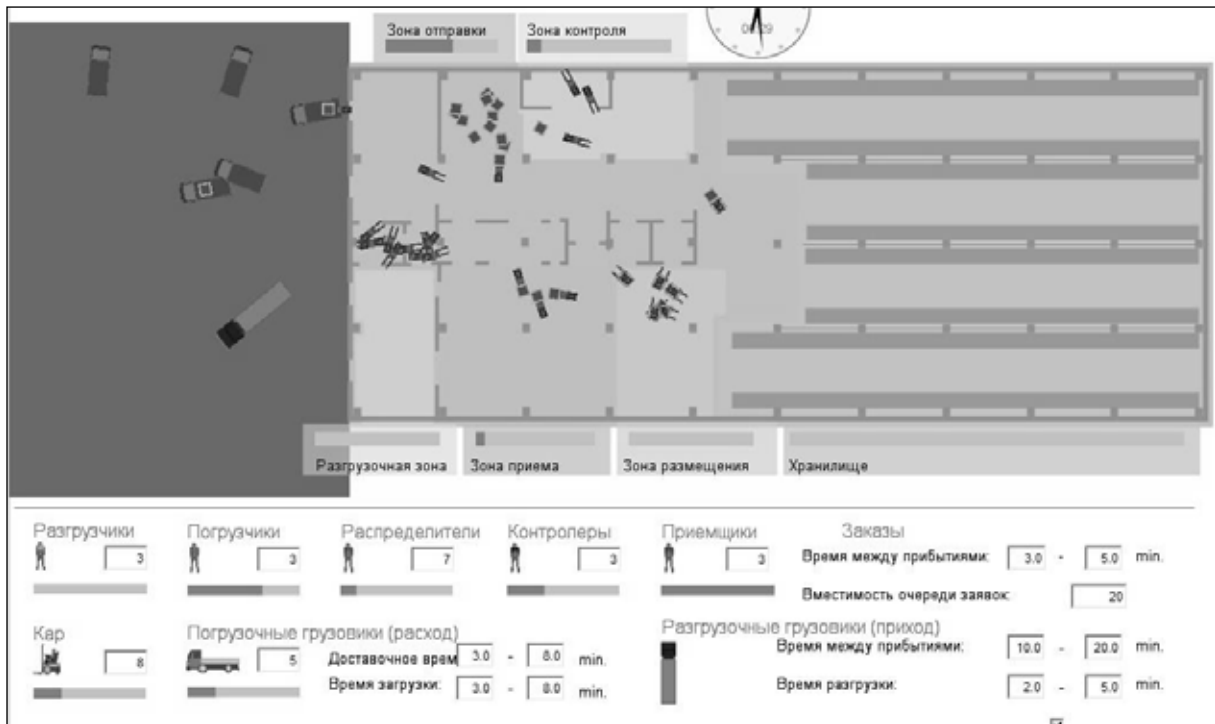 Зона отправки
Зона контроля
00:29
Разгрузочная зона
Зона приема
Зона размещения
Хранилище
Разгрузчики
3
Погрузчики
3
Распределители
7
Контролеры
3
Приемщики
3
Заказы
Время между прибытиями: 3.0 - 5.0 min.
Вместимость очереди заявок: 20
Кар
8
Погрузочные грузовики (расход)
5
Доставочное врем 3.0 - 8.0 min.
Время загрузки: 3.0 - 8.0 min.
Разгрузочные грузовики (приход)
Время между прибытиями: 10.0 - 20.0 min.
Время разгрузки: 2.0 - 5.0 min.